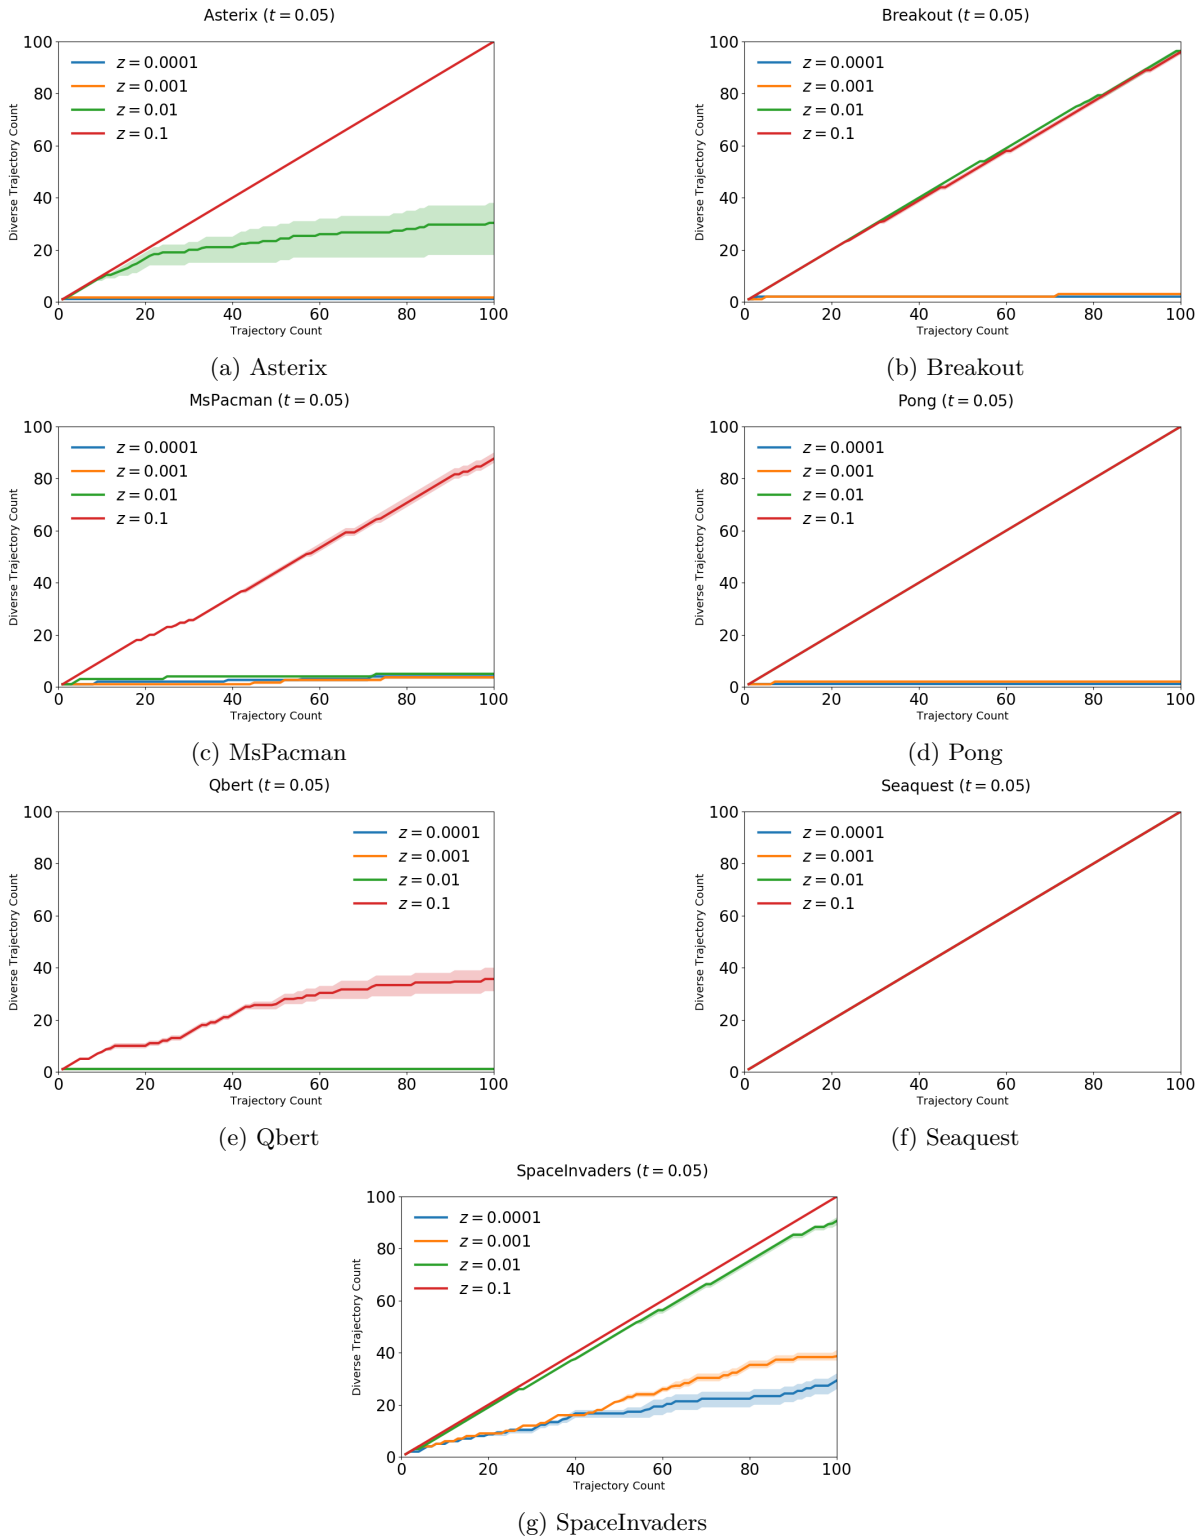 Asterix (t = 0.05)
100
80
60
40
20
0
Diverse Trajectory Count
z = 0.0001
z = 0.001
z = 0.01
z = 0.1
0 20 40 60 80 100
Trajectory Count
(a) Asterix
Breakout (t = 0.05)
100
80
60
40
20
0
Diverse Trajectory Count
z = 0.0001
z = 0.001
z = 0.01
z = 0.1
0 20 40 60 80 100
Trajectory Count
(b) Breakout
MsPacman (t = 0.05)
100
80
60
40
20
0
Diverse Trajectory Count
z = 0.0001
z = 0.001
z = 0.01
z = 0.1
0 20 40 60 80 100
Trajectory Count
(c) MsPacman
Pong (t = 0.05)
100
80
60
40
20
0
Diverse Trajectory Count
z = 0.0001
z = 0.001
z = 0.01
z = 0.1
0 20 40 60 80 100
Trajectory Count
(d) Pong
Qbert (t = 0.05)
100
80
60
40
20
0
Diverse Trajectory Count
z = 0.0001
z = 0.001
z = 0.01
z = 0.1
0 20 40 60 80 100
Trajectory Count
(e) Qbert
Seaquest (t = 0.05)
100
80
60
40
20
0
Diverse Trajectory Count
z = 0.0001
z = 0.001
z = 0.01
z = 0.1
0 20 40 60 80 100
Trajectory Count
(f) Seaquest
SpaceInvaders (t = 0.05)
100
80
60
40
20
0
Diverse Trajectory Count
z = 0.0001
z = 0.001
z = 0.01
z = 0.1
0 20 40 60 80 100
Trajectory Count
(g) SpaceInvaders